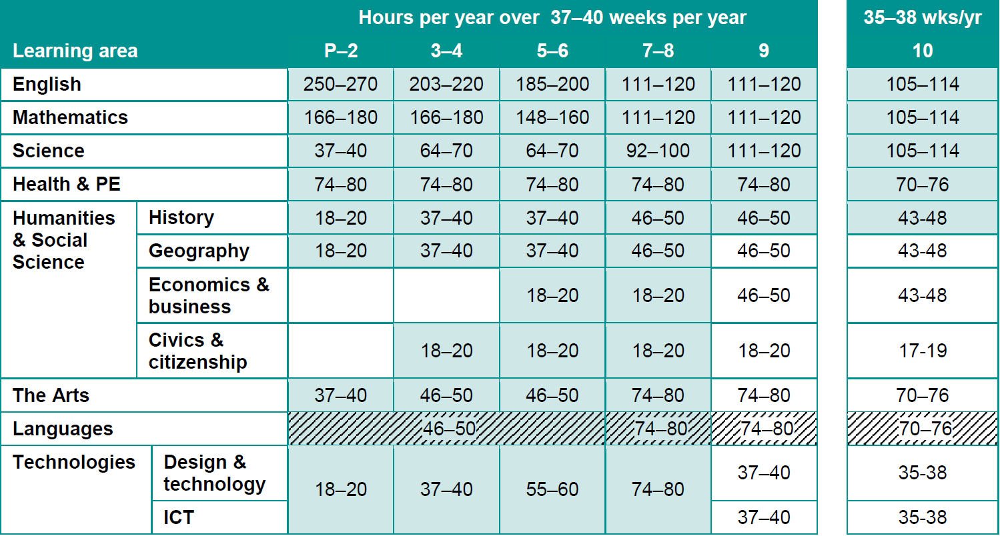 Hours per year over 37–40 weeks per year 35–38 wks/yr
Learning area P–2 3–4 5–6 7–8 9 10
English 250–270 203–220 185–200 111–120 111–120 105–114
Mathematics 166–180 166–180 148–160 111–120 111–120 105–114
Science 37–40 64–70 64–70 92–100 111–120 105–114
Health & PE 74–80 74–80 74–80 74–80 74–80 70–76
Humanities
& Social
Science
History 18–20 37–40 37–40 46–50 46–50 43-48
Geography 18–20 37–40 37–40 46–50 46–50 43-48
Economics &
business
18–20 18–20 46–50 43-48
Civics &
citizenship
18–20 18–20 18–20 18–20 17-19
The Arts 37–40 46–50 46–50 74–80 74–80 70–76
Languages 46–50 74–80 74–80 70–76
Technologies
Design &
technology
18–20 37–40 55–60 74–80 37–40 35-38
ICT 37–40 35-38